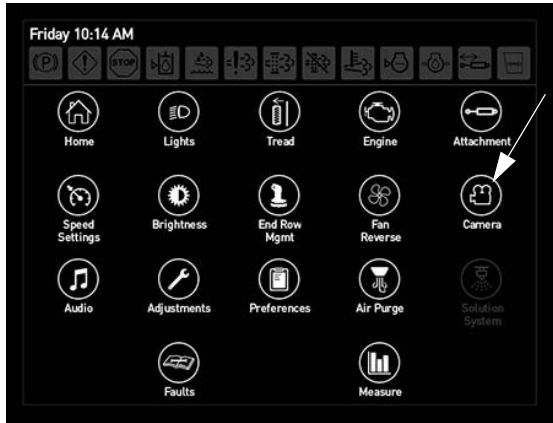 Friday 10:14 AM
(P) STOP
Home Lights Tread Engine Attachment
Speed Brightness End Row Fan Camera
Settings Mgmt Reverse
Audio Adjustments Preferences Air Purge Solution
System
Faults Measure